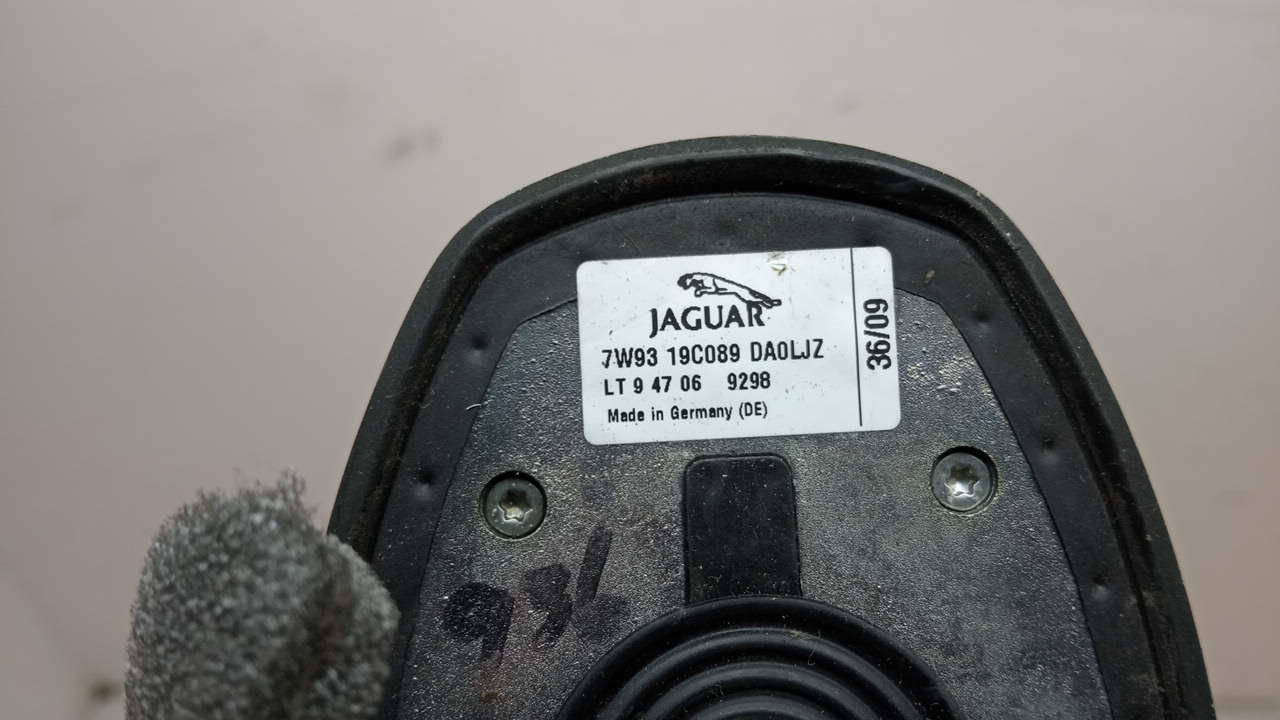 JAGUAR
7W93 19C089 DA0LJZ
LT 9 47 06 9298
Made in Germany (DE)
36/09
936